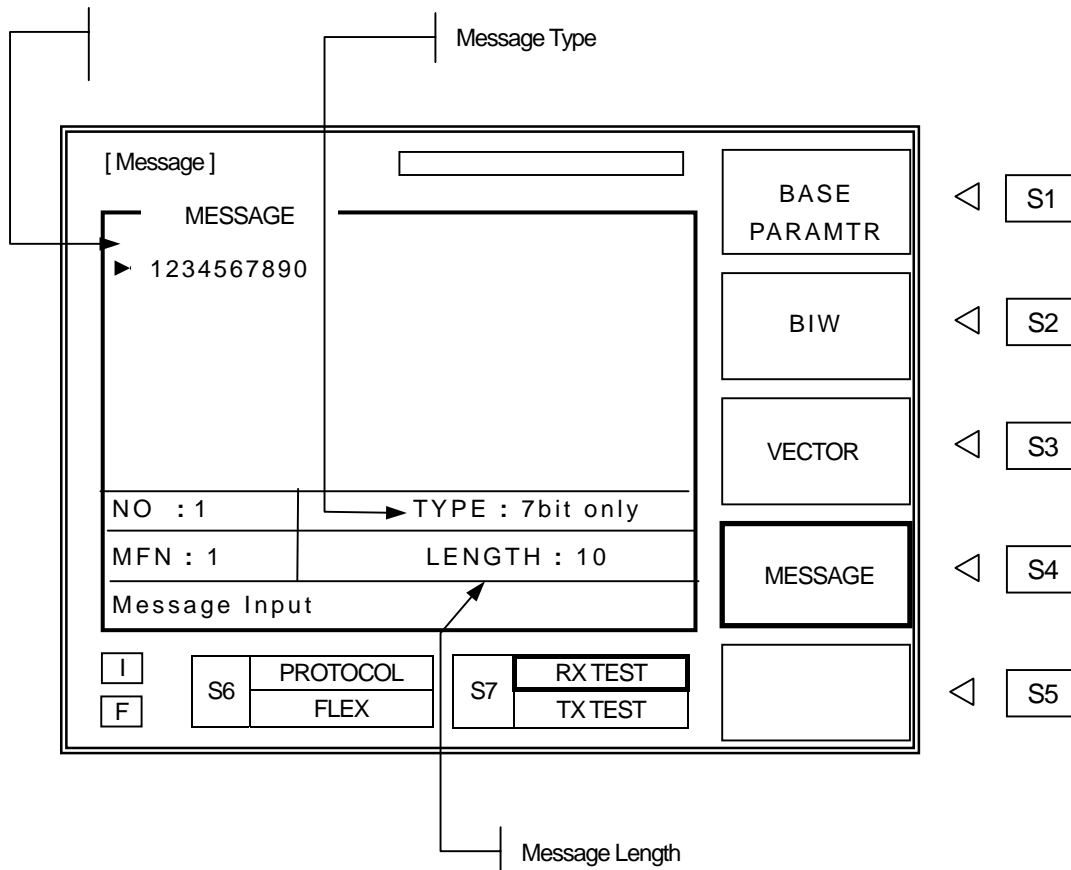 Message Type
[ Message ]
MESSAGE
► 1234567890
NO : 1
TYPE : 7bit only
MFN : 1
LENGTH : 10
Message Input
BASE
PARAMTR
S1
BIW
S2
VECTOR
S3
MESSAGE
S4
S5
I
F
S6
PROTOCOL
FLEX
S7
RX TEST
TX TEST
Message Length